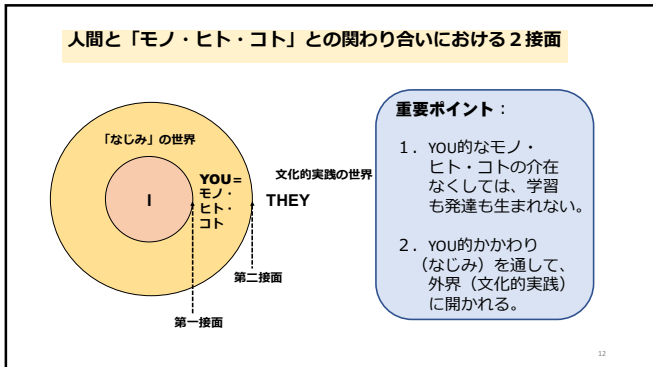 人間と「モノ・ヒト・コト」との関わり合いにおける２接面
「なじみ」の世界
I
YOU=
モノ・
ヒト・
コト
文化的実践の世界
THEY
第二接面
第一接面
重要ポイント：
１．YOU的なモノ・
ヒト・コトの介在
なくしては、学習
も発達も生まれない。
２．YOU的かかわり
（なじみ）を通して、
外界（文化的実践）
に開かれる。
12